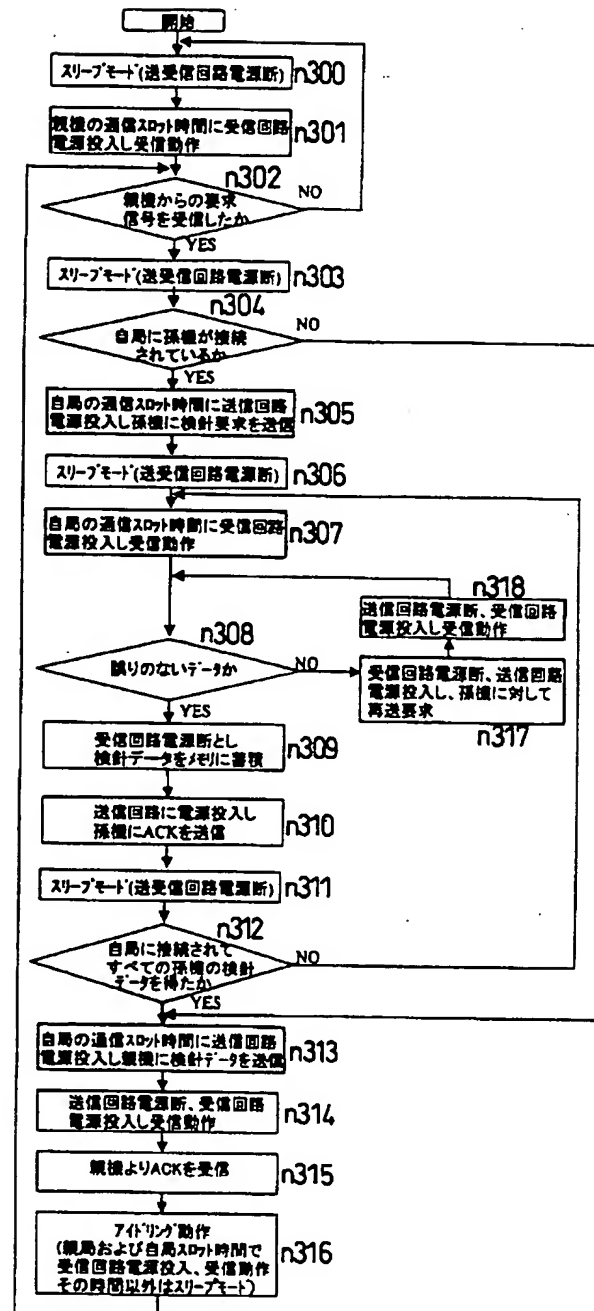 開始
スリープモード(送受信回路電源断)
n300
親機の通信スロット時間に受信回路
電源投入し受信動作
n301
n302
親機からの要求
信号を受信したか
NO
YES
スリープモード(送受信回路電源断)
n303
n304
自局に孫機が接続
されているか
NO
YES
自局の通信スロット時間に送信回路
電源投入し孫機に検針要求を送信
n305
スリープモード(送受信回路電源断)
n306
自局の通信スロット時間に受信回路
電源投入し受信動作
n307
n318
送信回路電源断、受信回路
電源投入し受信動作
n308
誤りのないデータか
NO
YES
受信回路電源断、送信回路
電源投入し、孫機に対して
再送要求
n317
受信回路電源断とし
検針データをメモリに蓄積
n309
送信回路に電源投入し
孫機にACKを送信
n310
スリープモード(送受信回路電源断)
n311
n312
自局に接続されて
すべての孫機の検針
データを得たか
NO
YES
自局の通信スロット時間に送信回路
電源投入し親機に検針データを送信
n313
送信回路電源断、受信回路
電源投入し受信動作
n314
親機よりACKを受信
n315
アイドリング動作
(親局および自局スロット時間で
受信回路電源投入、受信動作
その時間以外はスリープモード)
n316